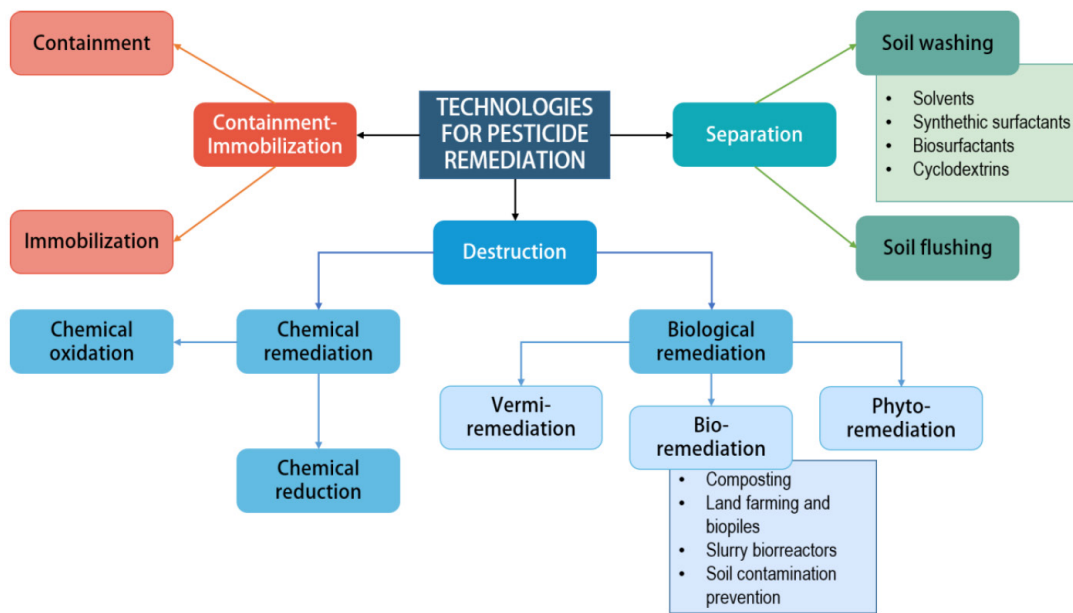 Containment
Containment-
Immobilization
Immobilization
TECHNOLOGIES
FOR PESTICIDE
REMEDIATION
Separation
Soil washing
• Solvents
• Synthethic surfactants
• Biosurfactants
• Cyclodextrins
Soil flushing
Destruction
Chemical
oxidation
Chemical
remediation
Chemical
reduction
Biological
remediation
Vermi-
remediation
Bio-
remediation
• Composting
• Land farming and
biopiles
• Slurry biorreactors
• Soil contamination
prevention
Phyto-
remediation